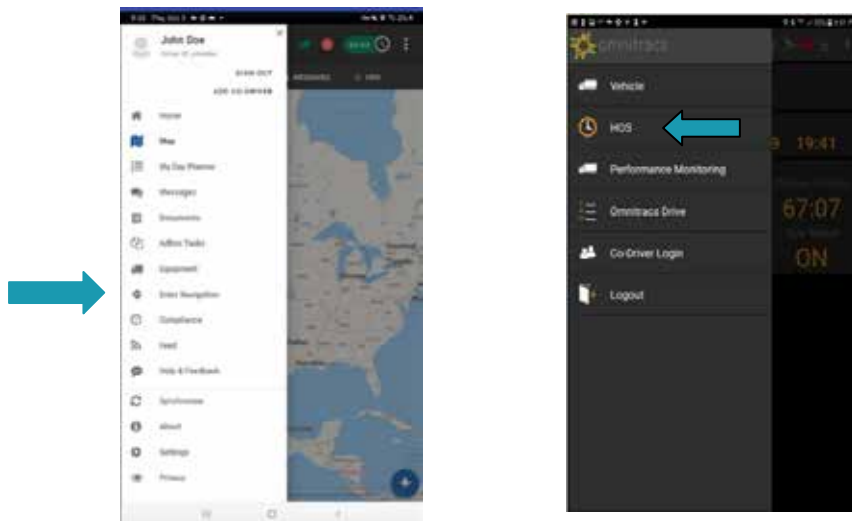 John Doe
SIGN OUT
ADD CO-DRIVER
MESSAGES
Home
Map
My Day Planner
Messages
Documents
Adhoc Tasks
Equipment
Enter Navigation
Compliance
Feed
Help & Feedback
Synchronize
About
Settings
Privacy
omnitracs
Vehicle
HOS
19:41
Performance Monitoring
67:07
Omnitracs Drive
ON
Co-Driver Login
Logout